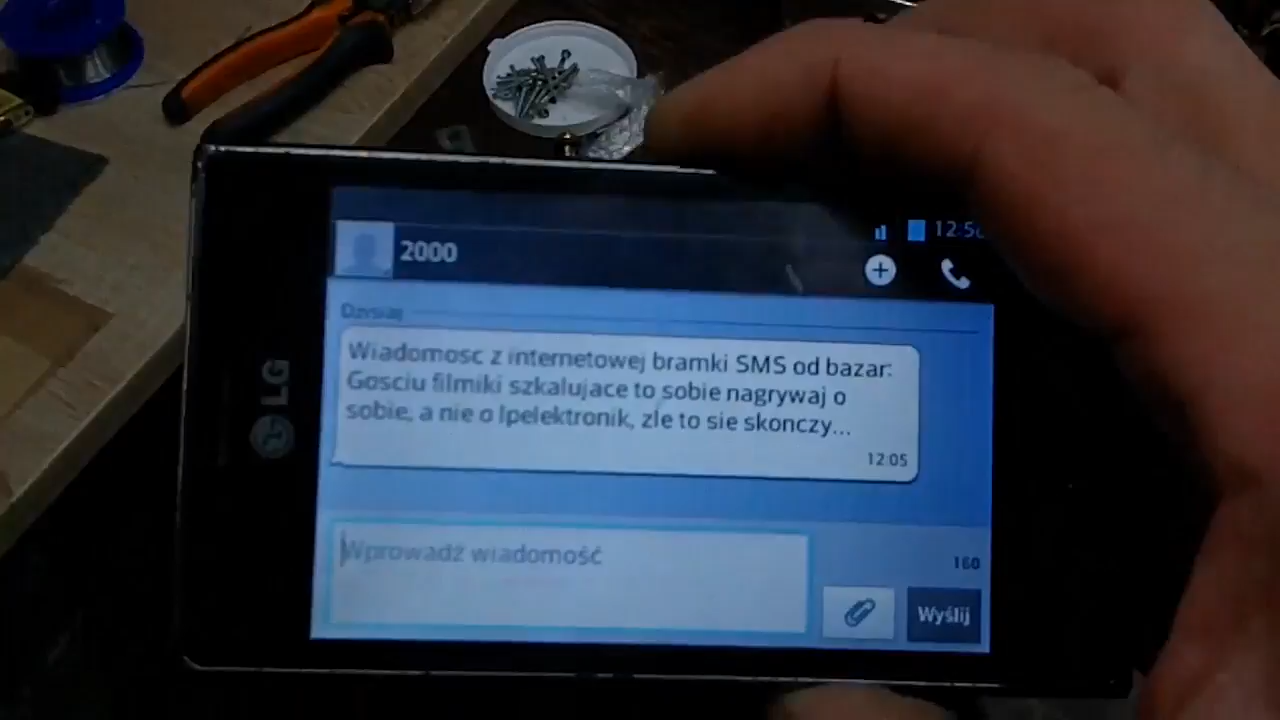 12:5
2000
Dzisiaj
Wiadomosc z internetowej bramki SMS od bazar:
Gosciu filmiki szkalujace to sobie nagrywaj o
sobie, a nie o lpelektronik, zle to sie skonczy...
12:05
LG
Wprowadź wiadomość
160
Wyślij